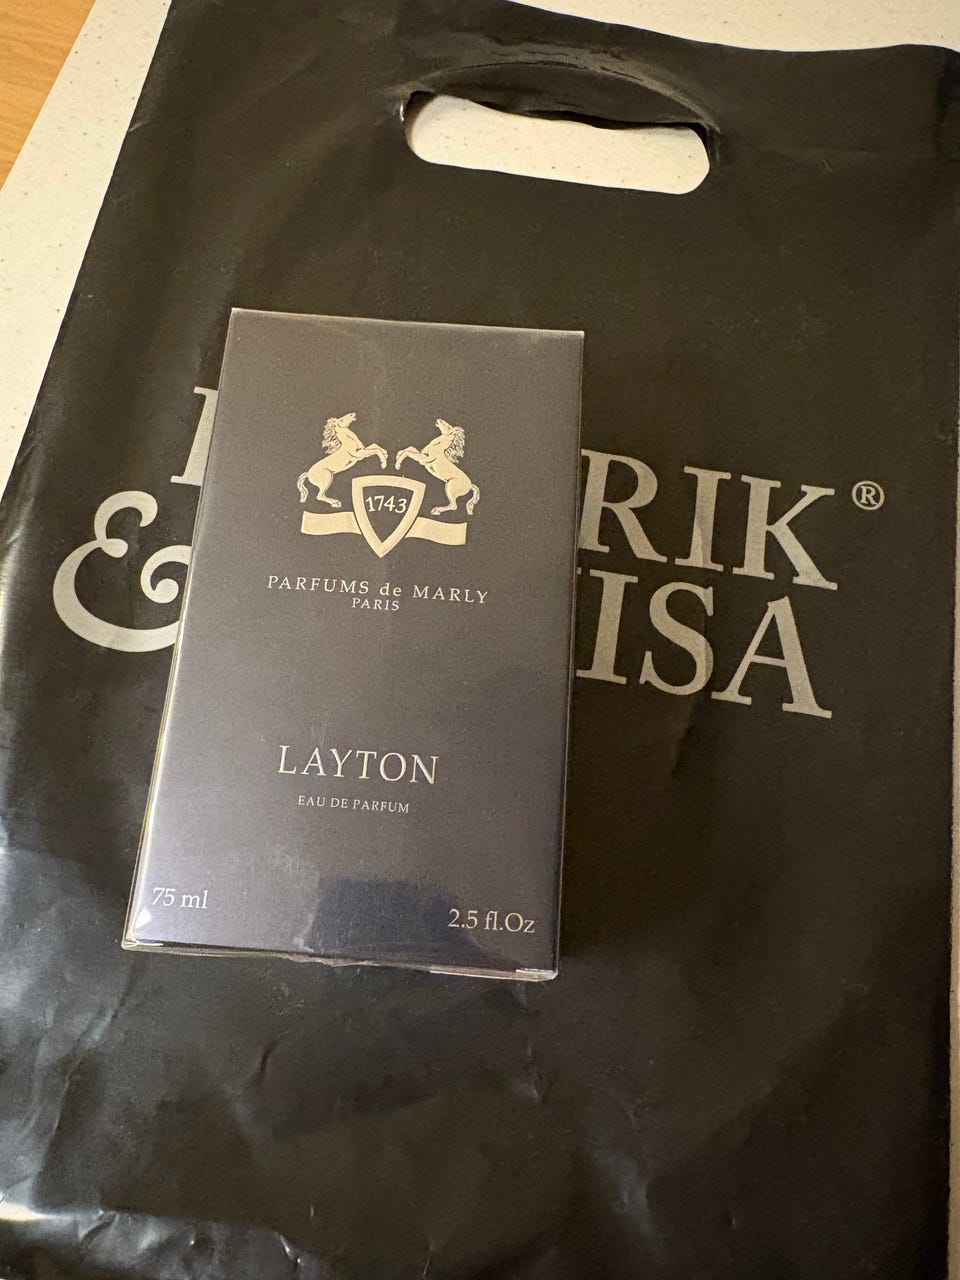 1743
PARFUMS de MARLY
PARIS
LAYTON
EAU DE PARFUM
75 ml
2.5 fl.Oz
RIK®
&
ISA